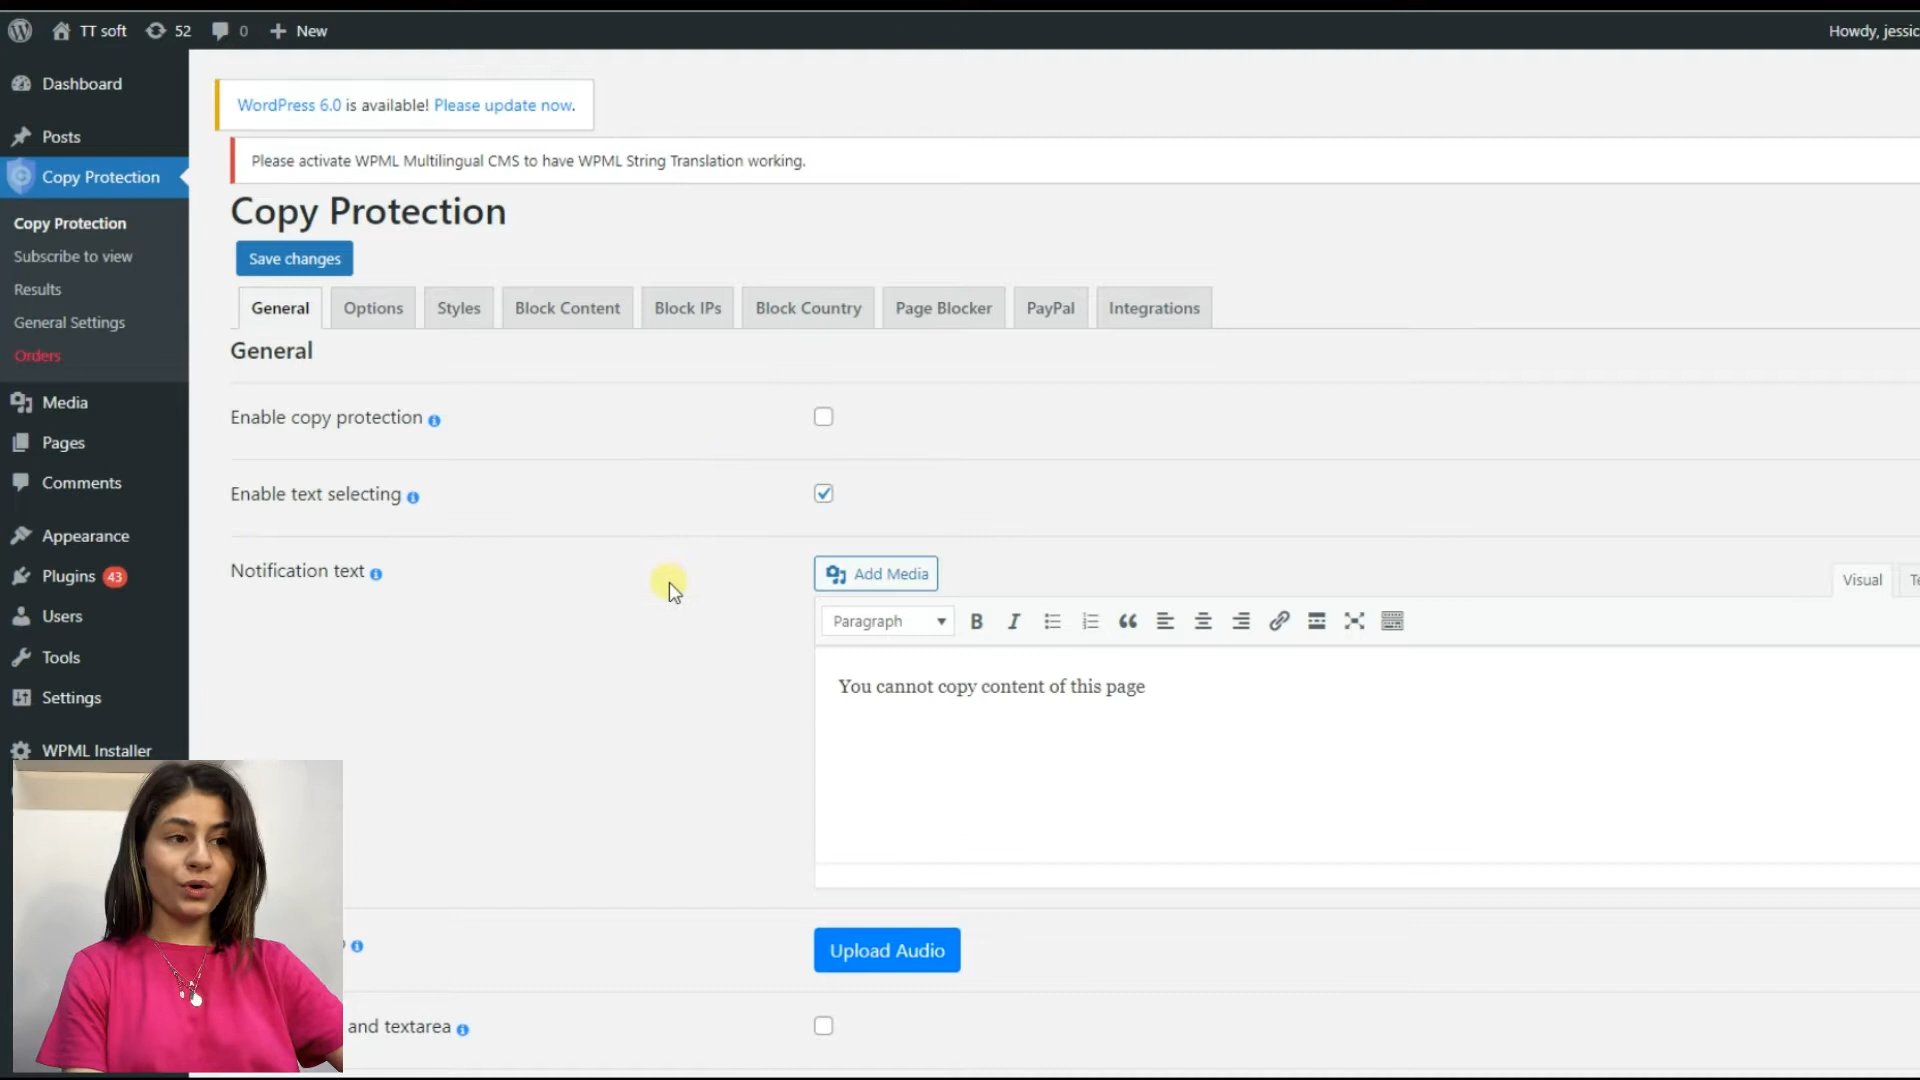 TT soft 52 0 New
Howdy, jessic
Dashboard
Posts
Copy Protection
Copy Protection
Subscribe to view
Results
General Settings
Orders
Media
Pages
Comments
Appearance
Plugins 43
Users
Tools
Settings
WPML Installer
WordPress 6.0 is available! Please update now.
Please activate WPML Multilingual CMS to have WPML String Translation working.
Copy Protection
Save changes
General Options Styles Block Content Block IPs Block Country Page Blocker PayPal Integrations
General
Enable copy protection
Enable text selecting
Notification text
Add Media
Visual Te
Paragraph
You cannot copy content of this page
Upload Audio
and textarea